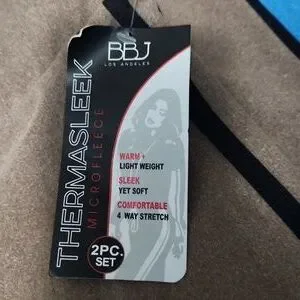 BBJ
LOS ANGELES
THERMASLEEK
MICROFLEECE
WARM +
LIGHT WEIGHT
SLEEK
YET SOFT
COMFORTABLE
4 WAY STRETCH
2PC.
SET